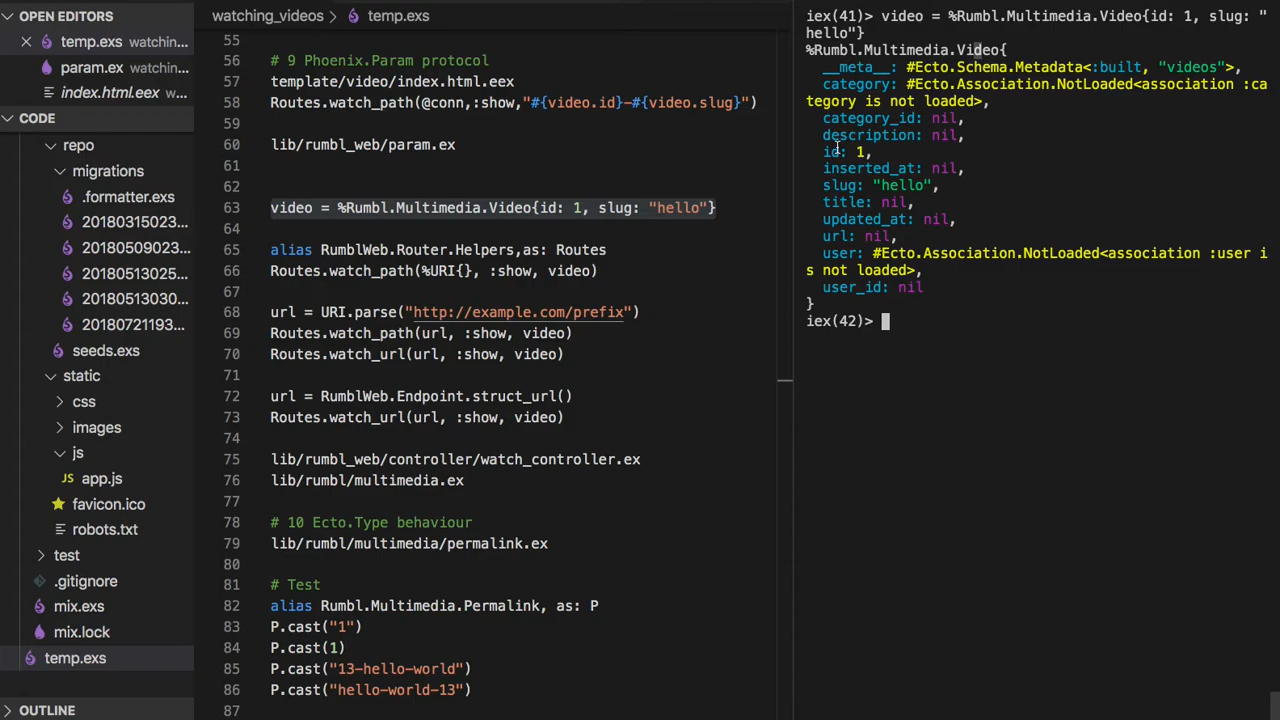 OPEN EDITORS
temp.exs watchin...
param.ex watchin...
index.html.eex w...
CODE
repo
migrations
.formatter.exs
20180315023...
20180509023...
20180513025...
20180513030...
20180721193...
seeds.exs
static
css
images
js
JS app.js
favicon.ico
robots.txt
test
.gitignore
mix.exs
mix.lock
temp.exs
OUTLINE
watching_videos > temp.exs
55
56 # 9 Phoenix.Param protocol
57 template/video/index.html.eex
58 Routes.watch_path(@conn,:show,"#{video.id}-#{video.slug}")
59
60 lib/rumbl_web/param.ex
61
62
63 video = %Rumbl.Multimedia.Video{id: 1, slug: "hello"}
64
65 alias RumblWeb.Router.Helpers,as: Routes
66 Routes.watch_path(%URI{}, :show, video)
67
68 url = URI.parse("http://example.com/prefix")
69 Routes.watch_path(url, :show, video)
70 Routes.watch_url(url, :show, video)
71
72 url = RumblWeb.Endpoint.struct_url()
73 Routes.watch_url(url, :show, video)
74
75 lib/rumbl_web/controller/watch_controller.ex
76 lib/rumbl/multimedia.ex
77
78 # 10 Ecto.Type behaviour
79 lib/rumbl/multimedia/permalink.ex
80
81 # Test
82 alias Rumbl.Multimedia.Permalink, as: P
83 P.cast("1")
84 P.cast(1)
85 P.cast("13-hello-world")
86 P.cast("hello-world-13")
87
iex(41)> video = %Rumbl.Multimedia.Video{id: 1, slug: "
hello"}
%Rumbl.Multimedia.Video{
__meta__: #Ecto.Schema.Metadata<:built, "videos">,
category: #Ecto.Association.NotLoaded<association :ca
tegory is not loaded>,
category_id: nil,
description: nil,
id: 1,
inserted_at: nil,
slug: "hello",
title: nil,
updated_at: nil,
url: nil,
user: #Ecto.Association.NotLoaded<association :user i
s not loaded>,
user_id: nil
}
iex(42)>